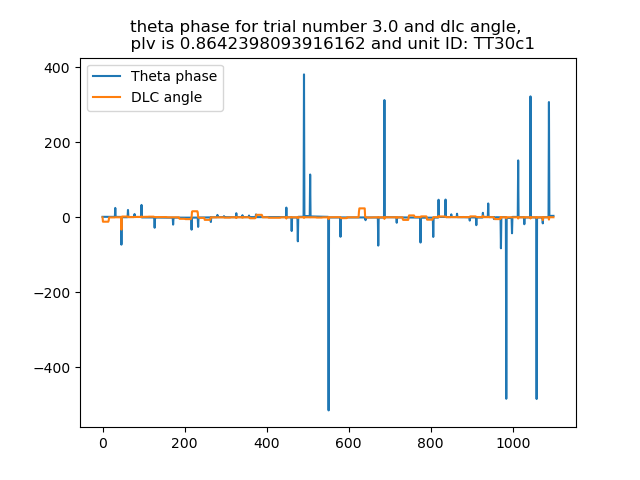 theta phase for trial number 3.0 and dlc angle,
plv is 0.8642398093916162 and unit ID: TT30c1
Theta phase
DLC angle
400
200
0
−200
−400
0 200 400 600 800 1000